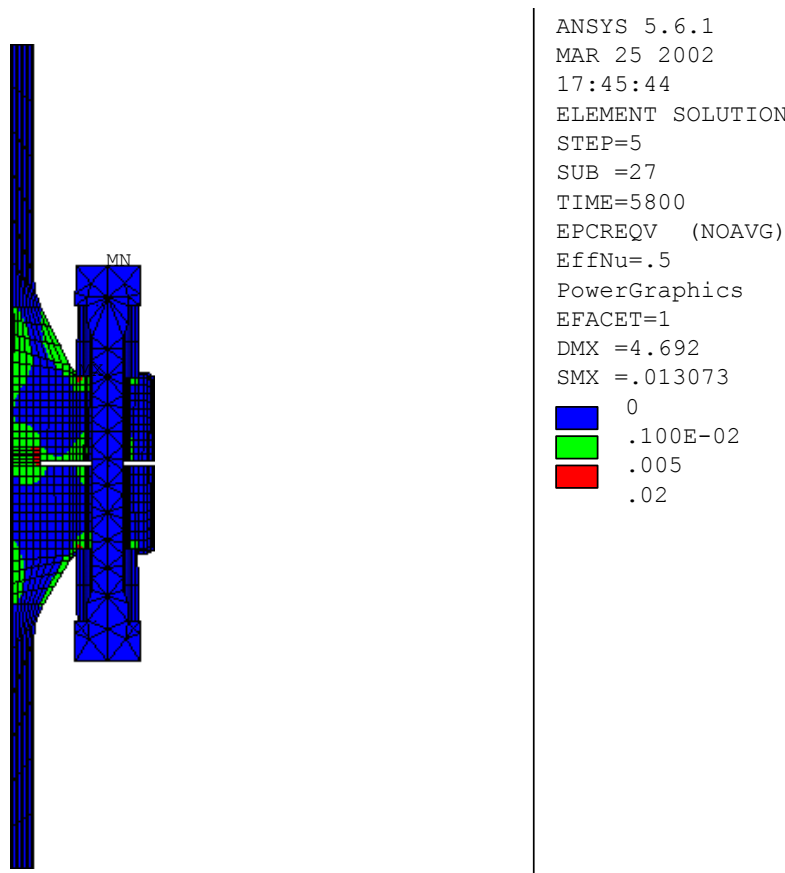 MN
ANSYS 5.6.1
MAR 25 2002
17:45:44
ELEMENT SOLUTION
STEP=5
SUB =27
TIME=5800
EPCREQV (NOAVG)
EffNu=.5
PowerGraphics
EFACET=1
DMX =4.692
SMX =.013073
0
.100E-02
.005
.02